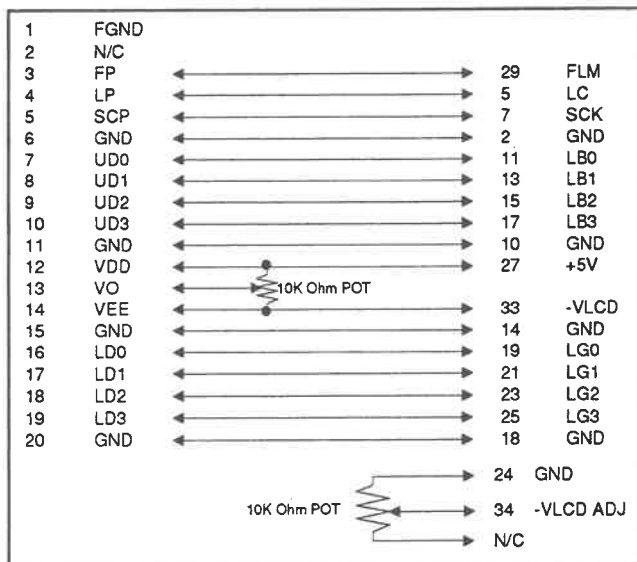 1 FGND
2 N/C
3 FP 29 FLM
4 LP 5 LC
5 SCP 7 SCK
6 GND 2 GND
7 UD0 11 LB0
8 UD1 13 LB1
9 UD2 15 LB2
10 UD3 17 LB3
11 GND 10 GND
12 VDD 27 +5V
13 VO 10K Ohm POT
14 VEE 33 -VLCD
15 GND 14 GND
16 LD0 19 LG0
17 LD1 21 LG1
18 LD2 23 LG2
19 LD3 25 LG3
20 GND 18 GND
24 GND
10K Ohm POT 34 -VLCD ADJ
N/C